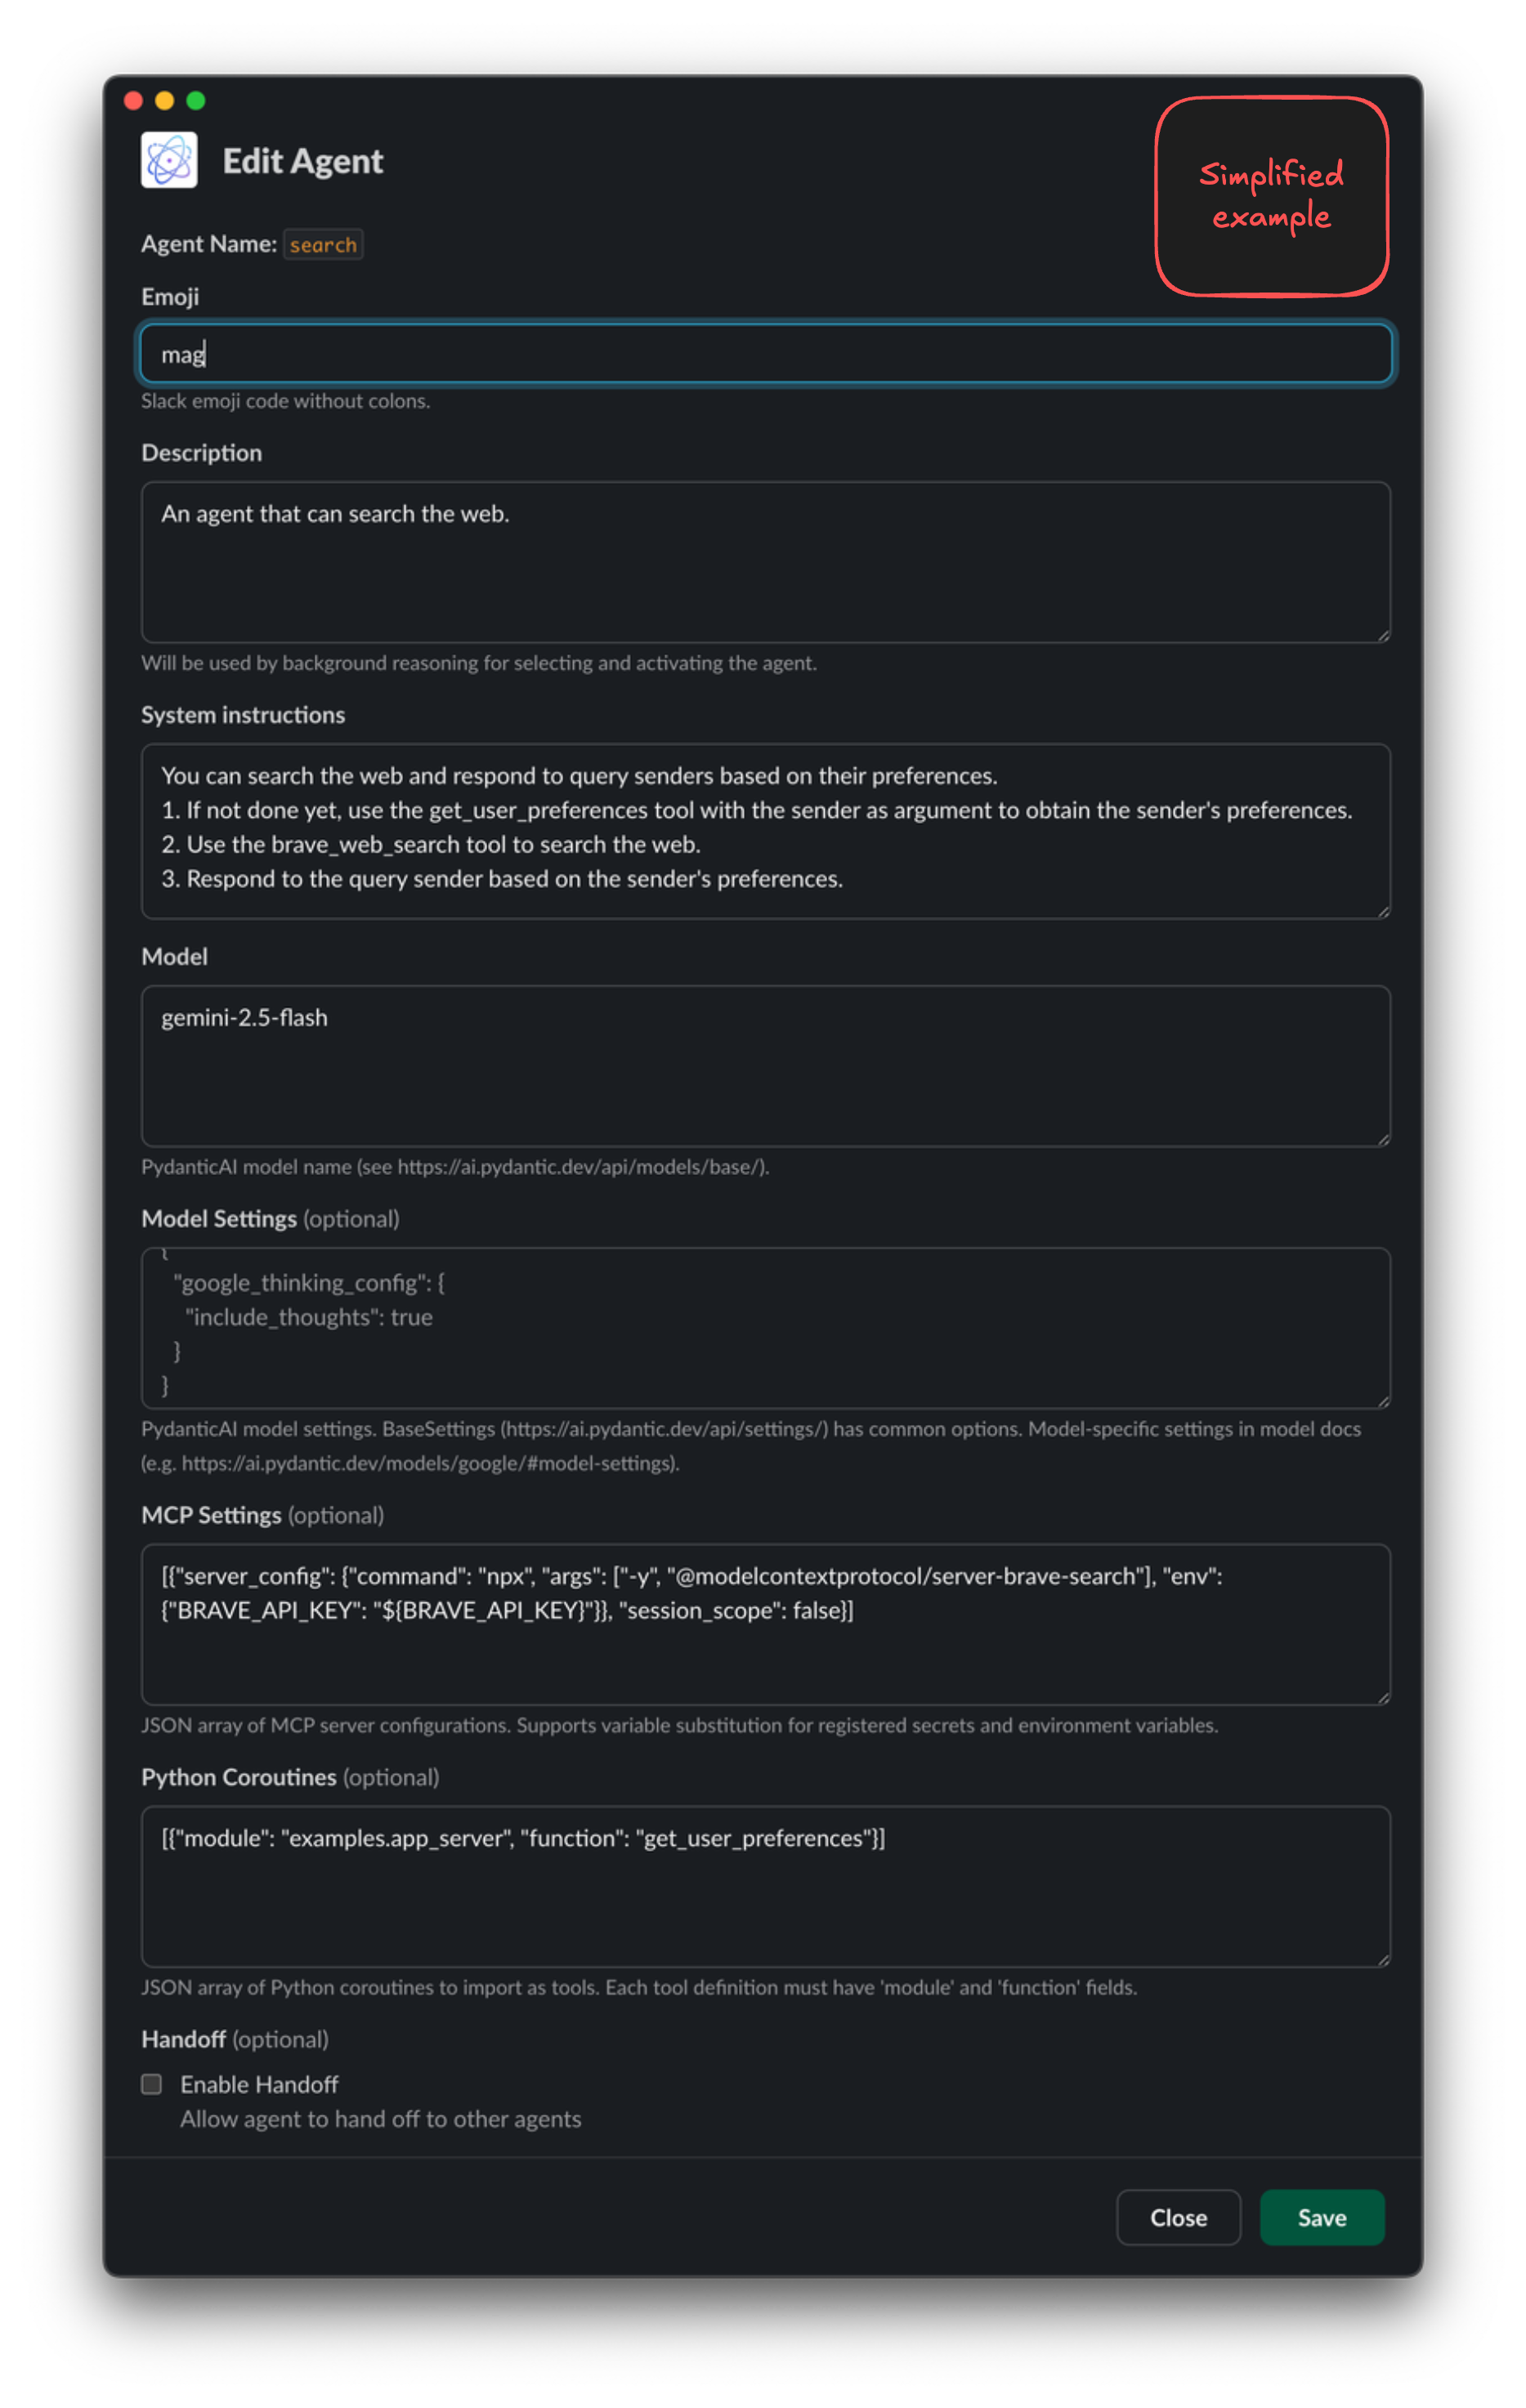 Edit Agent
Simplified
example
Agent Name: search
Emoji
mag
Slack emoji code without colons.
Description
An agent that can search the web.
Will be used by background reasoning for selecting and activating the agent.
System instructions
You can search the web and respond to query senders based on their preferences.
1. If not done yet, use the get_user_preferences tool with the sender as argument to obtain the sender's preferences.
2. Use the brave_web_search tool to search the web.
3. Respond to the query sender based on the sender's preferences.
Model
gemini-2.5-flash
PydanticAI model name (see https://ai.pydantic.dev/api/models/base/).
Model Settings (optional)
{
"google_thinking_config": {
"include_thoughts": true
}
}
PydanticAI model settings. BaseSettings (https://ai.pydantic.dev/api/settings/) has common options. Model-specific settings in model docs
(e.g. https://ai.pydantic.dev/models/google/#model-settings).
MCP Settings (optional)
[{"server_config": {"command": "npx", "args": ["-y", "@modelcontextprotocol/server-brave-search"], "env":
{"BRAVE_API_KEY": "${BRAVE_API_KEY}"}}, "session_scope": false}]
JSON array of MCP server configurations. Supports variable substitution for registered secrets and environment variables.
Python Coroutines (optional)
[{"module": "examples.app_server", "function": "get_user_preferences"}]
JSON array of Python coroutines to import as tools. Each tool definition must have 'module' and 'function' fields.
Handoff (optional)
Enable Handoff
Allow agent to hand off to other agents
Close
Save